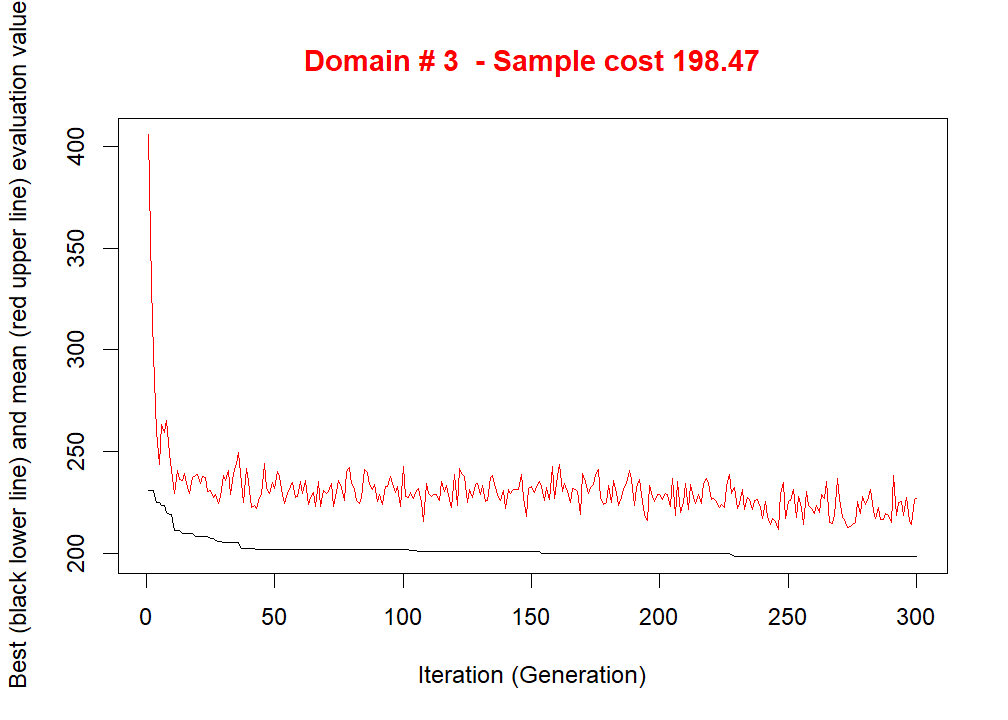 Domain # 3  - Sample cost 198.47
Best (black lower line) and mean (red upper line) evaluation value
400
350
300
250
200
0 50 100 150 200 250 300
Iteration (Generation)